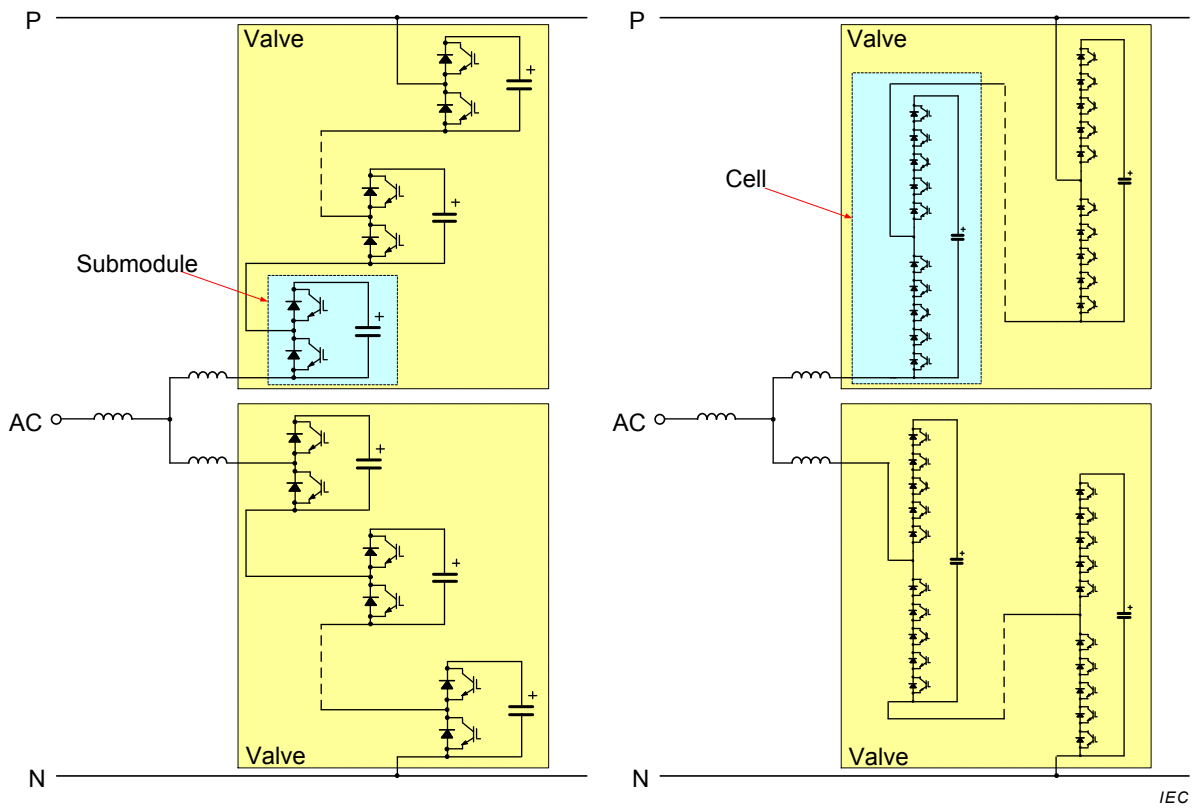 P
Valve
+
+
Submodule
+
AC
+
+
+
Valve
N
P
Valve
+
Cell
+
AC
+
+
Valve
N
IEC